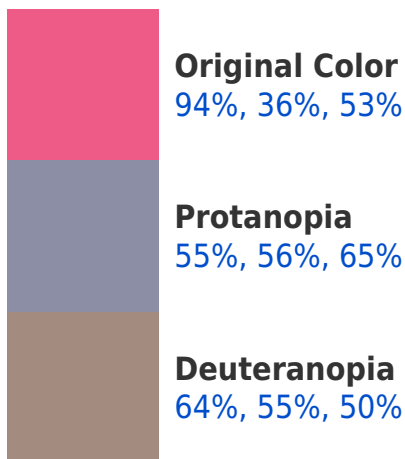 Original Color
94%, 36%, 53%
Protanopia
55%, 56%, 65%
Deuteranopia
64%, 55%, 50%